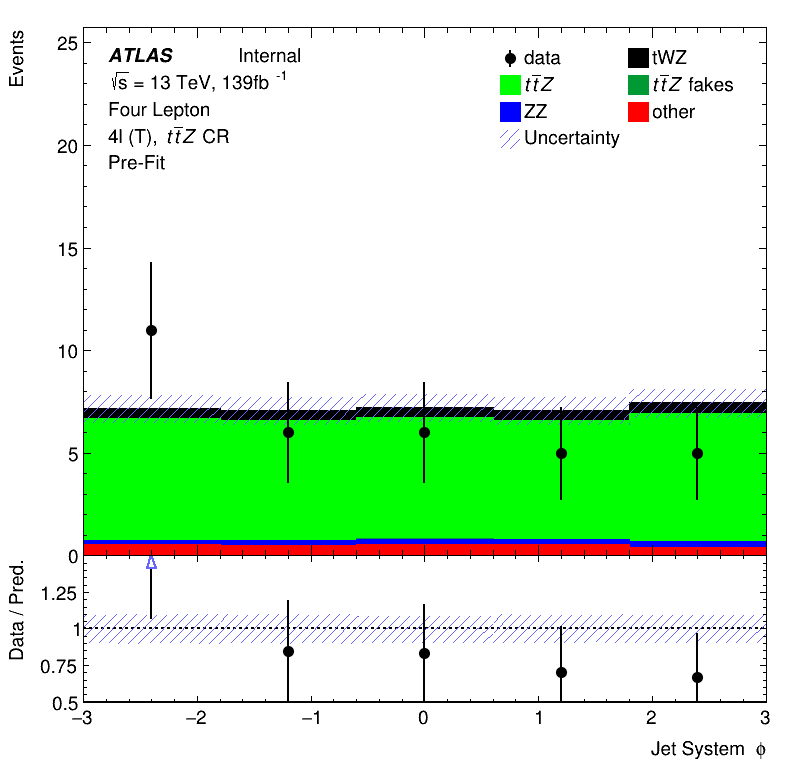 Events
25
20
15
10
5
0
ATLAS Internal
√s = 13 TeV, 139fb -1
Four Lepton
4l (T), tt̅Z CR
Pre-Fit
data
tWZ
tt̅Z
tt̅Z fakes
ZZ
other
Uncertainty
Data / Pred.
1.25
1
0.75
0.5
−3 −2 −1 0 1 2 3
Jet System ϕ